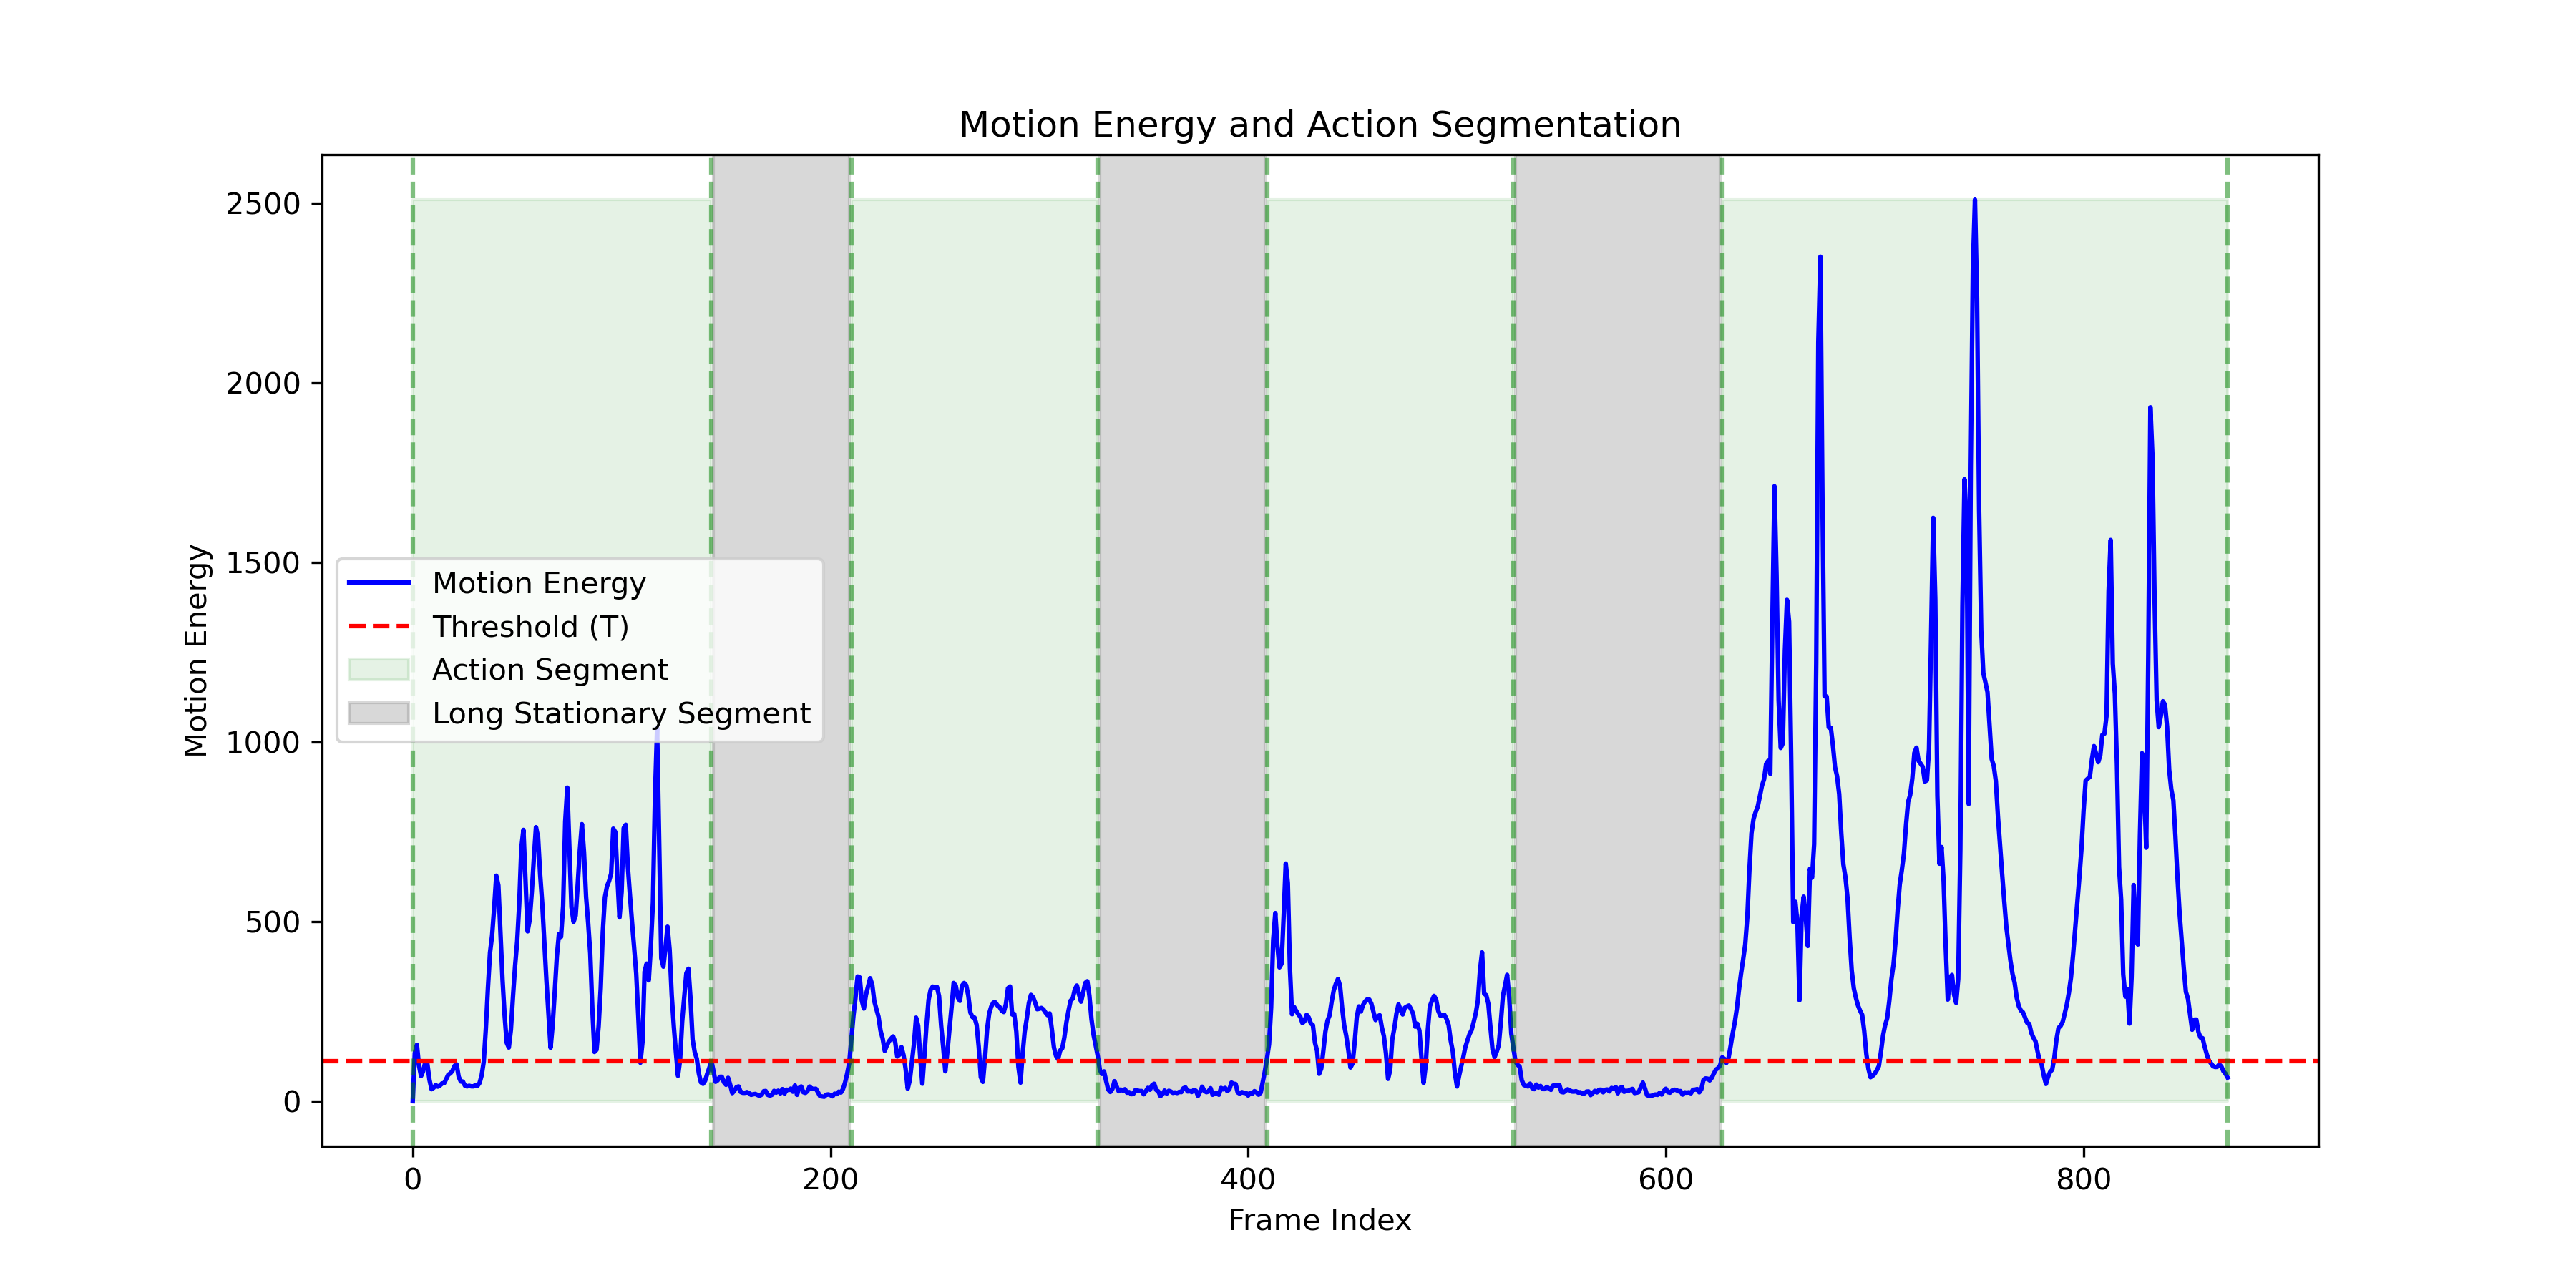 Motion Energy and Action Segmentation
Motion Energy
2500
2000
1500
1000
500
0
Motion Energy
Threshold (T)
Action Segment
Long Stationary Segment
0 200 400 600 800
Frame Index